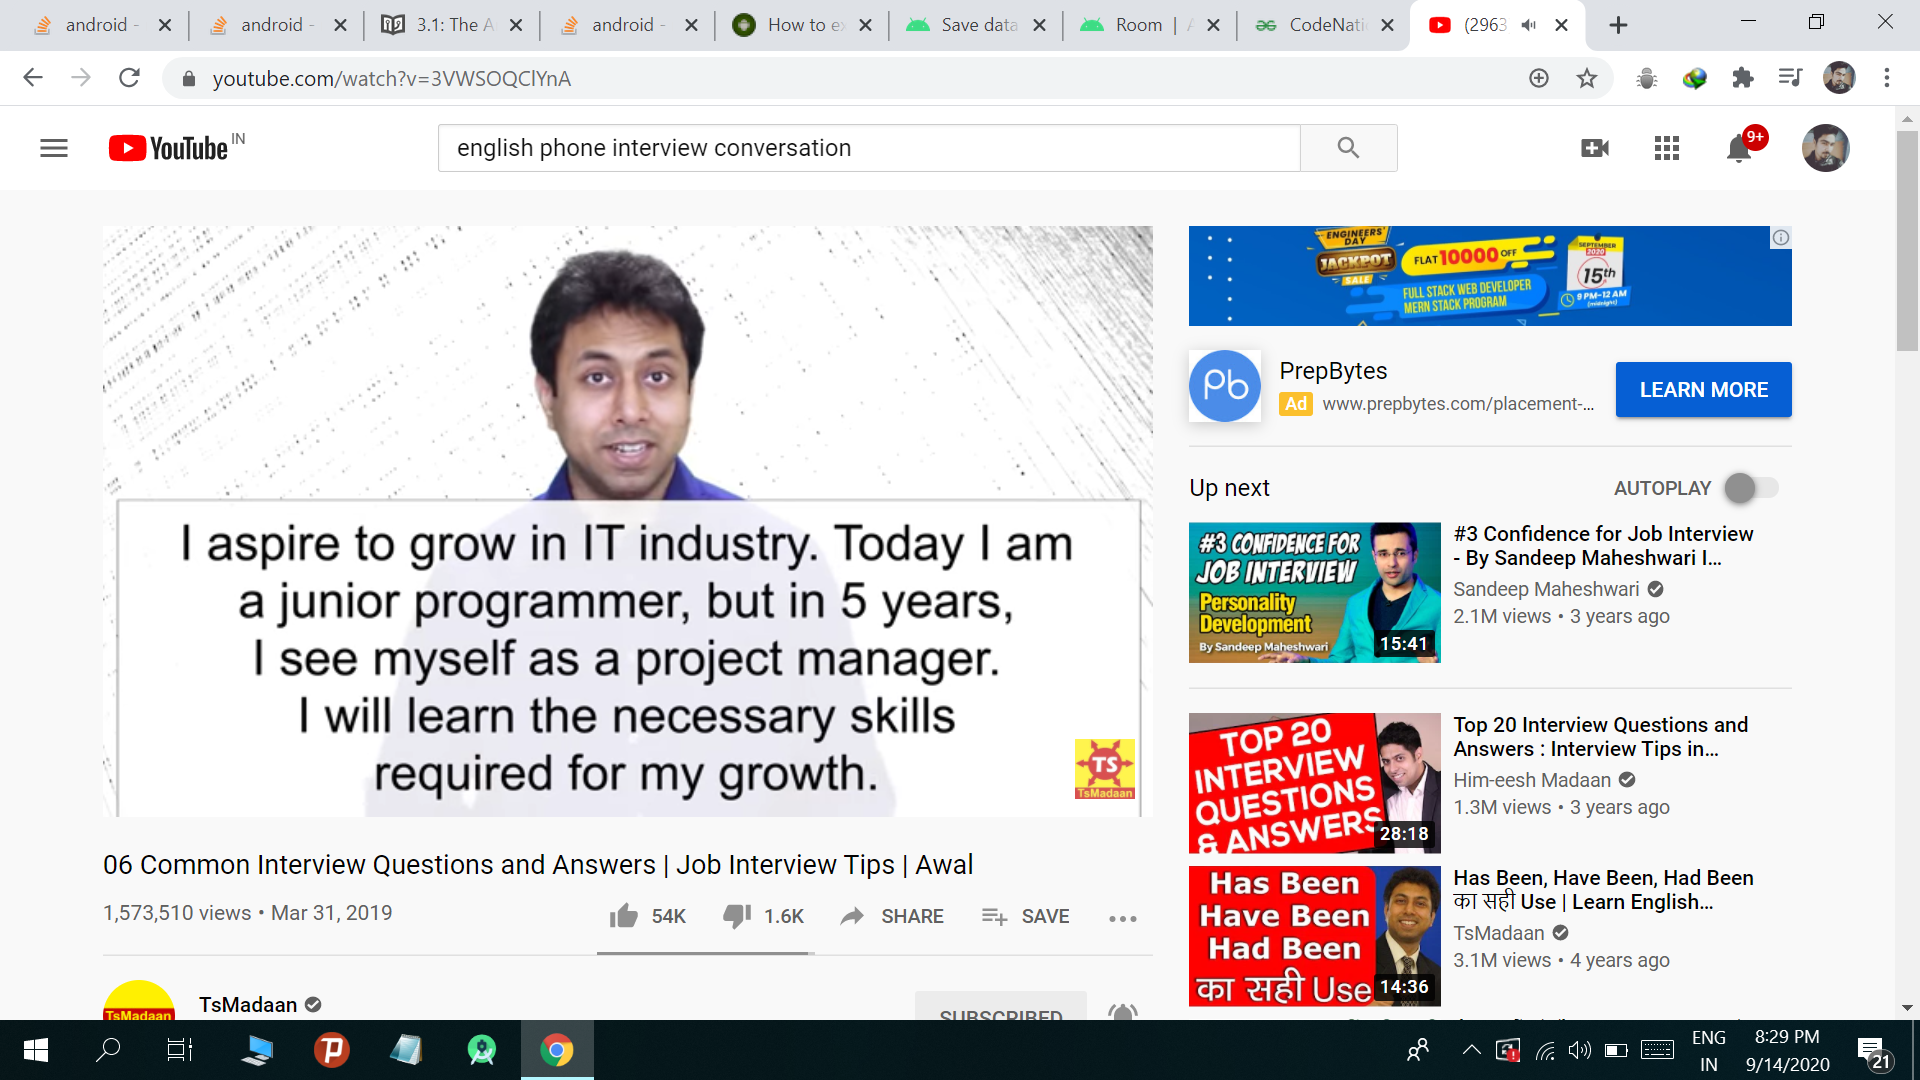 android -
android -
3.1: The A
android -
How to ex
Save data
Room | A
CodeNati
(2963
youtube.com/watch?v=3VWSOQClYnA
YouTube IN
english phone interview conversation
9+
I aspire to grow in IT industry. Today I am
a junior programmer, but in 5 years,
I see myself as a project manager.
I will learn the necessary skills
required for my growth.
TS
TsMadaan
06 Common Interview Questions and Answers | Job Interview Tips | Awal
1,573,510 views • Mar 31, 2019
54K
1.6K
SHARE
SAVE
TsMadaan
TsMadaan
SUBSCRIBED
ENGINEERS'
DAY
JACKPOT
SALE
FLAT 10000 OFF
FULL STACK WEB DEVELOPER
MERN STACK PROGRAM
SEPTEMBER
2020
15th
9 PM-12 AM
(midnight)
Pb
PrepBytes
Ad www.prepbytes.com/placement-...
LEARN MORE
Up next
AUTOPLAY
#3 CONFIDENCE FOR
JOB INTERVIEW
Personality
Development
By Sandeep Maheshwari
15:41
#3 Confidence for Job Interview
- By Sandeep Maheshwari I...
Sandeep Maheshwari
2.1M views • 3 years ago
TOP 20
INTERVIEW
QUESTIONS
& ANSWERS
28:18
Top 20 Interview Questions and
Answers : Interview Tips in...
Him-eesh Madaan
1.3M views • 3 years ago
Has Been
Have Been
Had Been
का सही Use
14:36
Has Been, Have Been, Had Been
का सही Use | Learn English...
TsMadaan
3.1M views • 4 years ago
ENG
IN
8:29 PM
9/14/2020
21